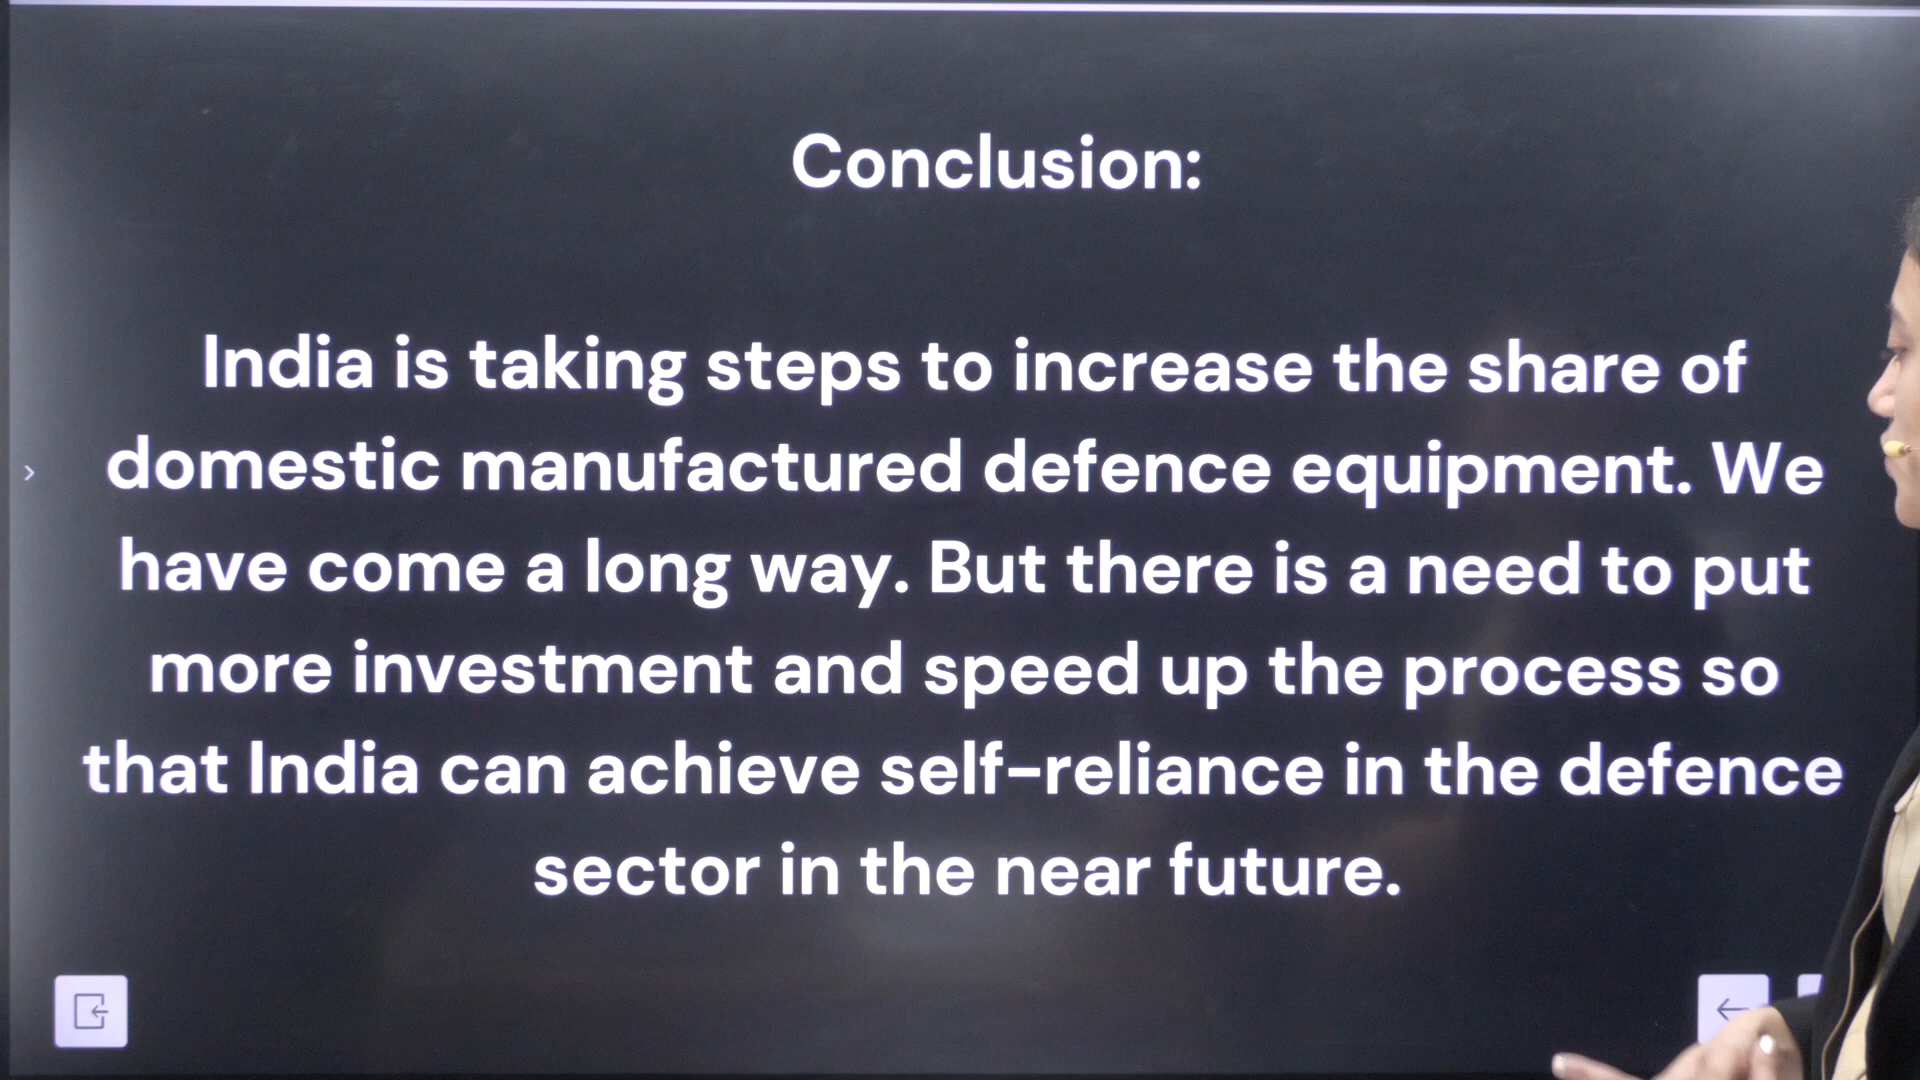 Conclusion:
India is taking steps to increase the share of
domestic manufactured defence equipment. We
have come a long way. But there is a need to put
more investment and speed up the process so
that India can achieve self-reliance in the defence
sector in the near future.